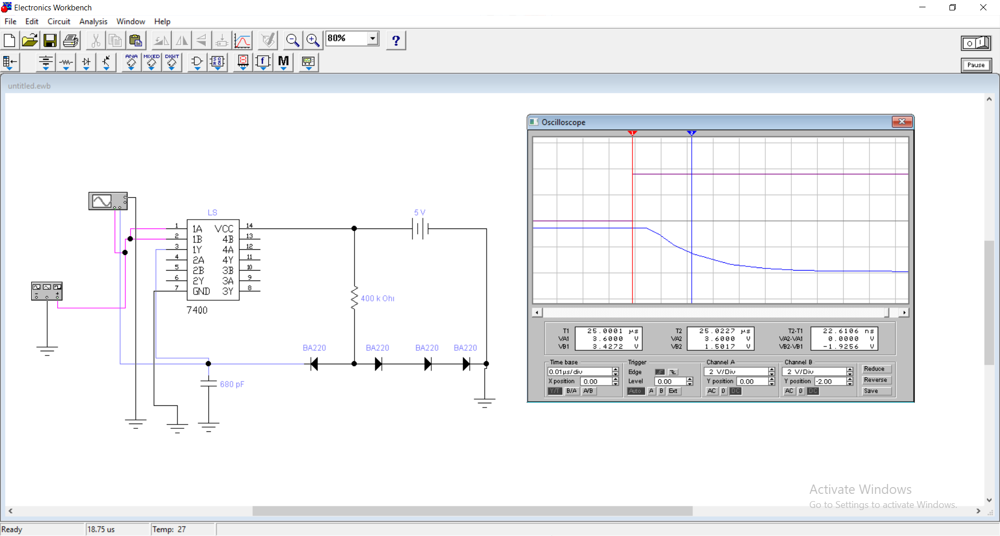 Electronics Workbench
File Edit Circuit Analysis Window Help
80%
?
ANA MIXED DIGIT
f M
Pause
untitled.ewb
Oscilloscope
1 2
LS
5 V
1 1A VCC 14
2 1B 4B 13
3 1Y 4A 12
4 2A 4Y 11
5 2B 3B 10
6 2Y 3A 9
7 GND 3Y 8
7400
400 k Ohı
BA220 BA220 BA220 BA220
680 pF
T1 25.0001 µs T2 25.0227 µs T2-T1 22.6106 ns
VA1 3.6000 V VA2 3.6000 V VA2-VA1 0.0000 V
VB1 3.4272 V VB2 1.5017 V VB2-VB1 -1.9256 V
Time base Trigger Channel A Channel B
0.01µs/div Edge 2 V/Div 2 V/Div Reduce
X position 0.00 Level 0.00 Y position 0.00 Y position -2.00 Reverse
Y/T B/A A/B Auto A B Ext AC 0 DC AC 0 DC Save
Activate Windows
Go to Settings to activate Windows.
Ready 18.75 us Temp: 27